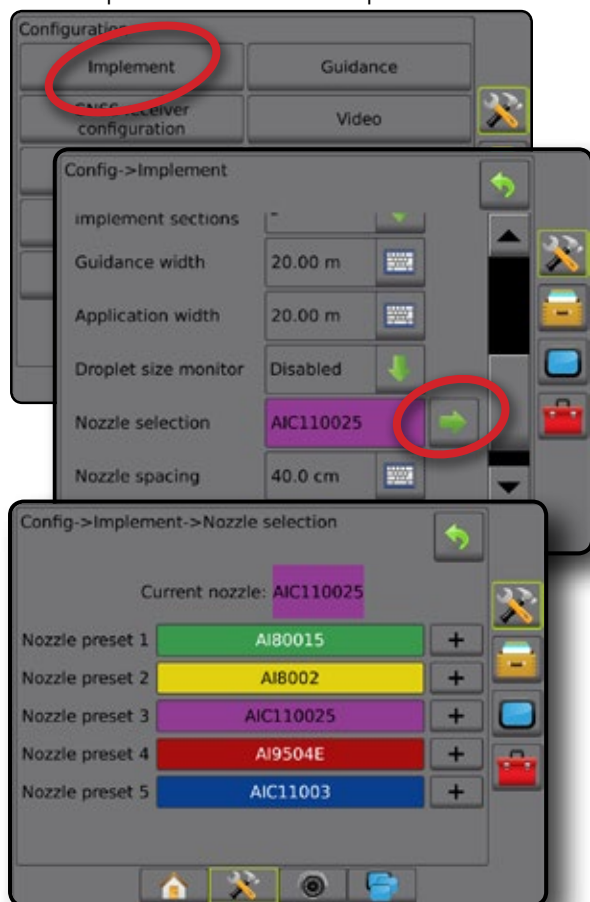 Configuration
Implement
Guidance
GNSS receiver
configuration
Video
Config->Implement
Implement sections
Guidance width
20.00 m
Application width
20.00 m
Droplet size monitor
Disabled
Nozzle selection
AIC110025
Nozzle spacing
40.0 cm
Config->Implement->Nozzle selection
Current nozzle: AIC110025
Nozzle preset 1 AI80015 +
Nozzle preset 2 AI8002 +
Nozzle preset 3 AIC110025 +
Nozzle preset 4 AI9504E +
Nozzle preset 5 AIC11003 +